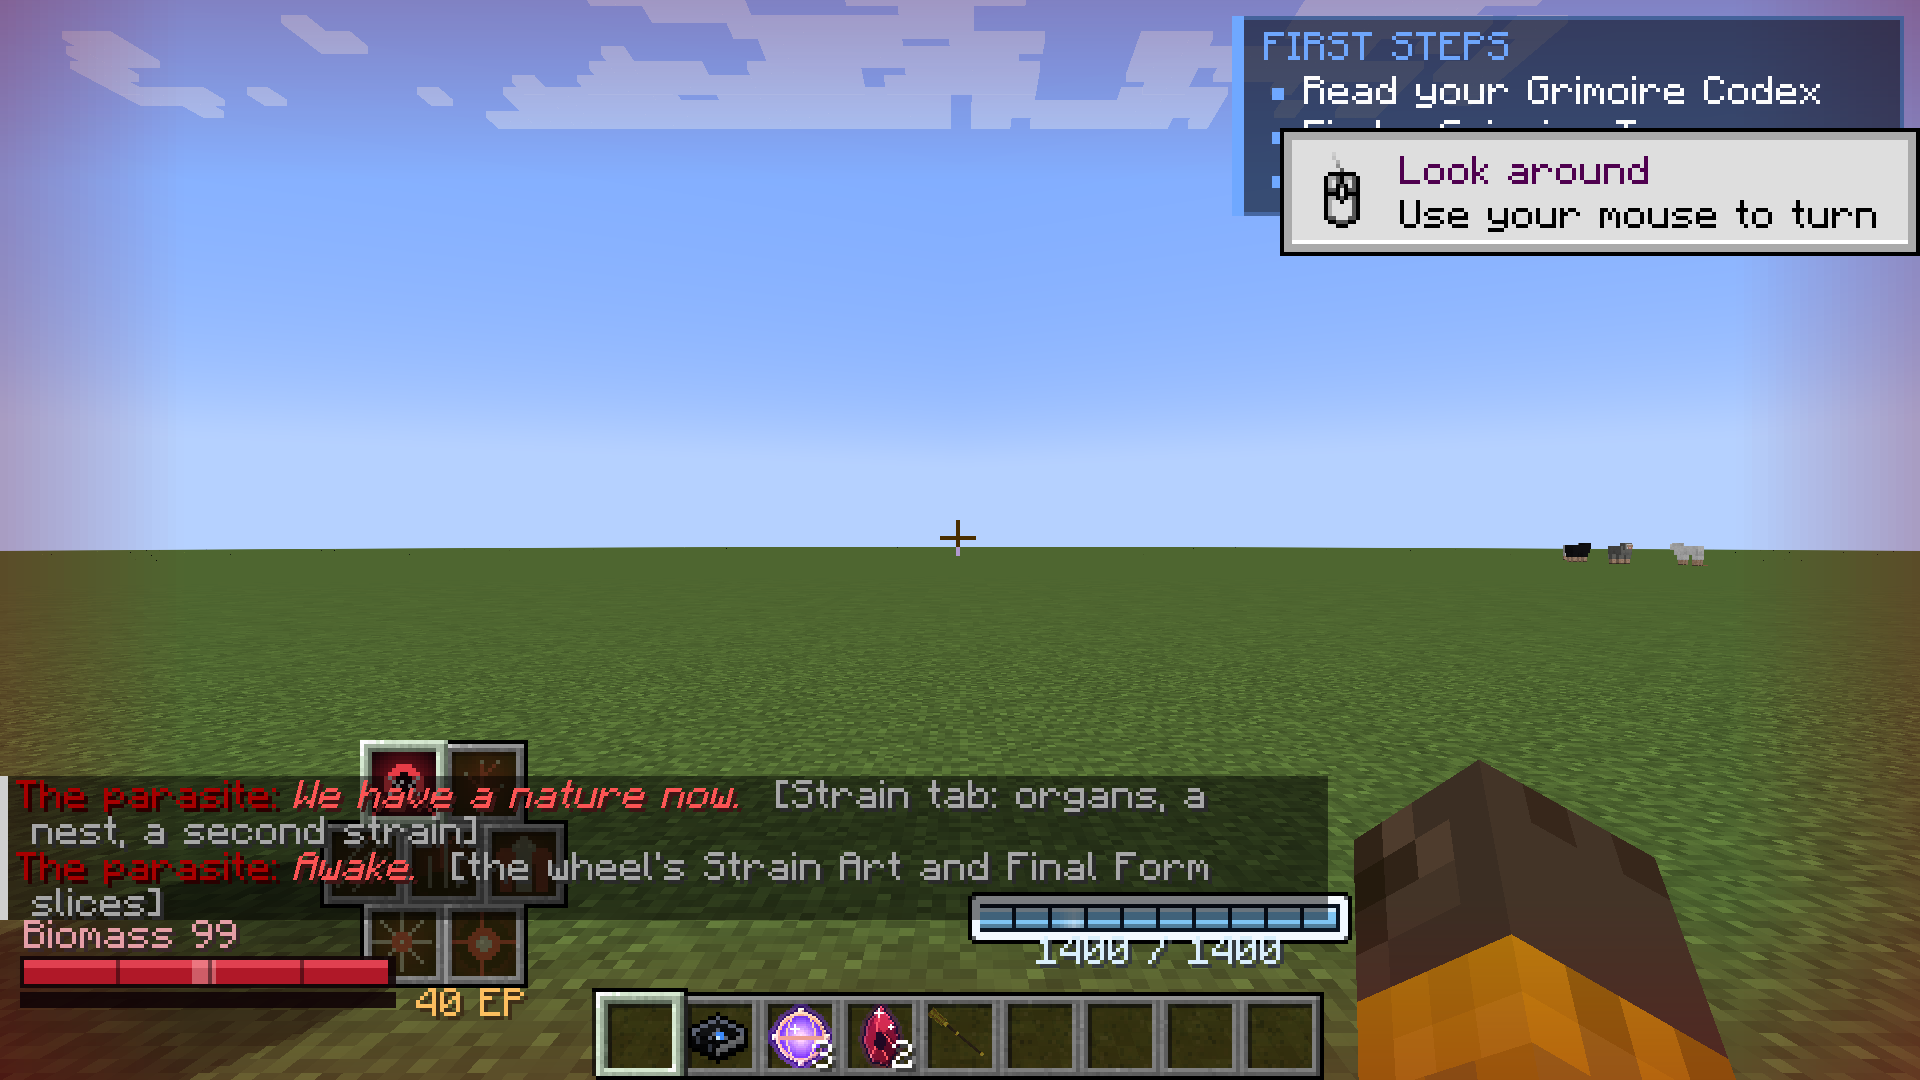 FIRST STEPS
Read your Grimoire Codex
Look around
Use your mouse to turn
The parasite: We have a nature now. [Strain tab: organs, a
nest, a second strain]
The parasite: Awake. [the wheel's Strain Art and Final Form
slices]
Biomass 99
1400 / 1400
40 EP
3
2